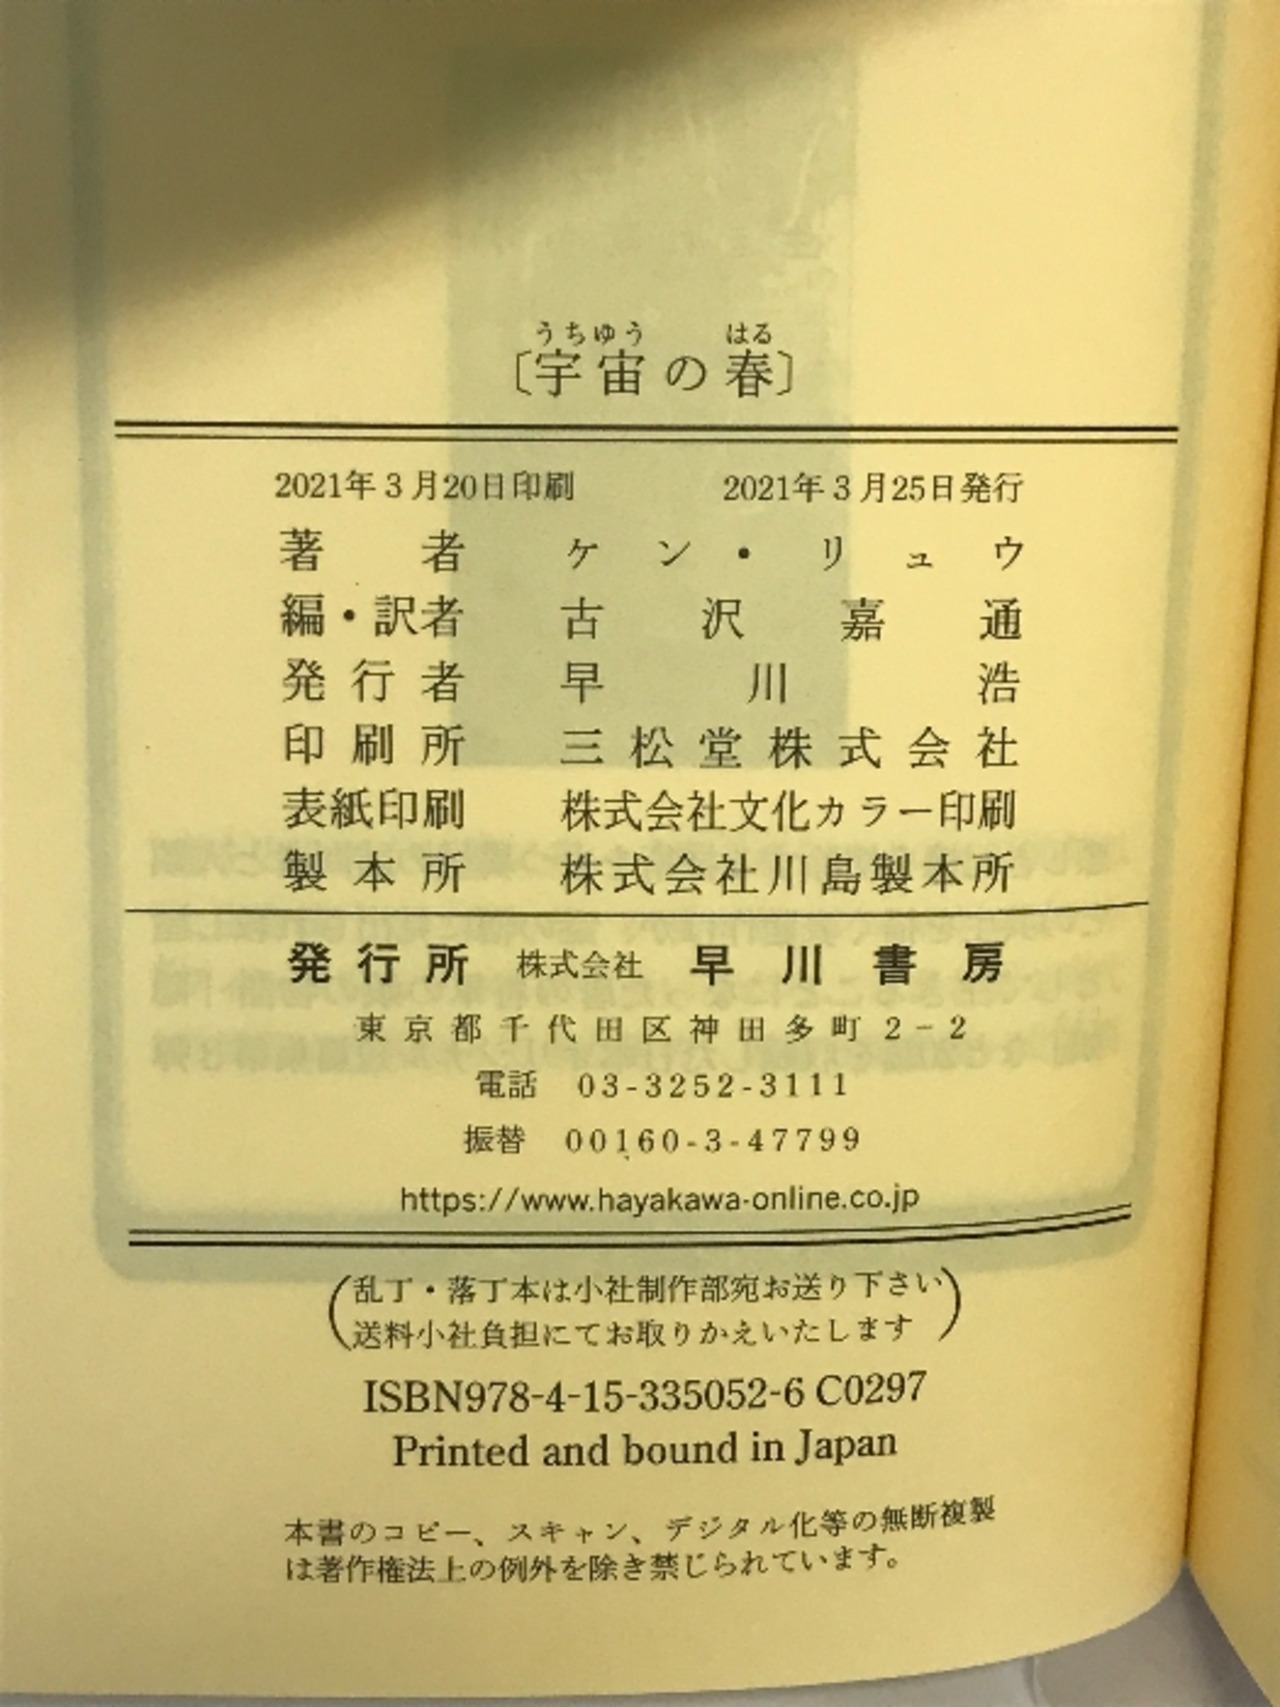 うちゆう はる
〔宇宙の春〕
2021年3月20日印刷 2021年3月25日発行
著者 ケン・リュウ
編・訳者 古沢嘉通
発行者 早川浩
印刷所 三松堂株式会社
表紙印刷 株式会社文化カラー印刷
製本所 株式会社川島製本所
発行所 株式会社 早川書房
東京都千代田区神田多町2-2
電話 03-3252-3111
振替 00160-3-47799
https://www.hayakawa-online.co.jp
(乱丁・落丁本は小社制作部宛お送り下さい
送料小社負担にてお取りかえいたします)
ISBN978-4-15-335052-6 C0297
Printed and bound in Japan
本書のコピー、スキャン、デジタル化等の無断複製
は著作権法上の例外を除き禁じられています。